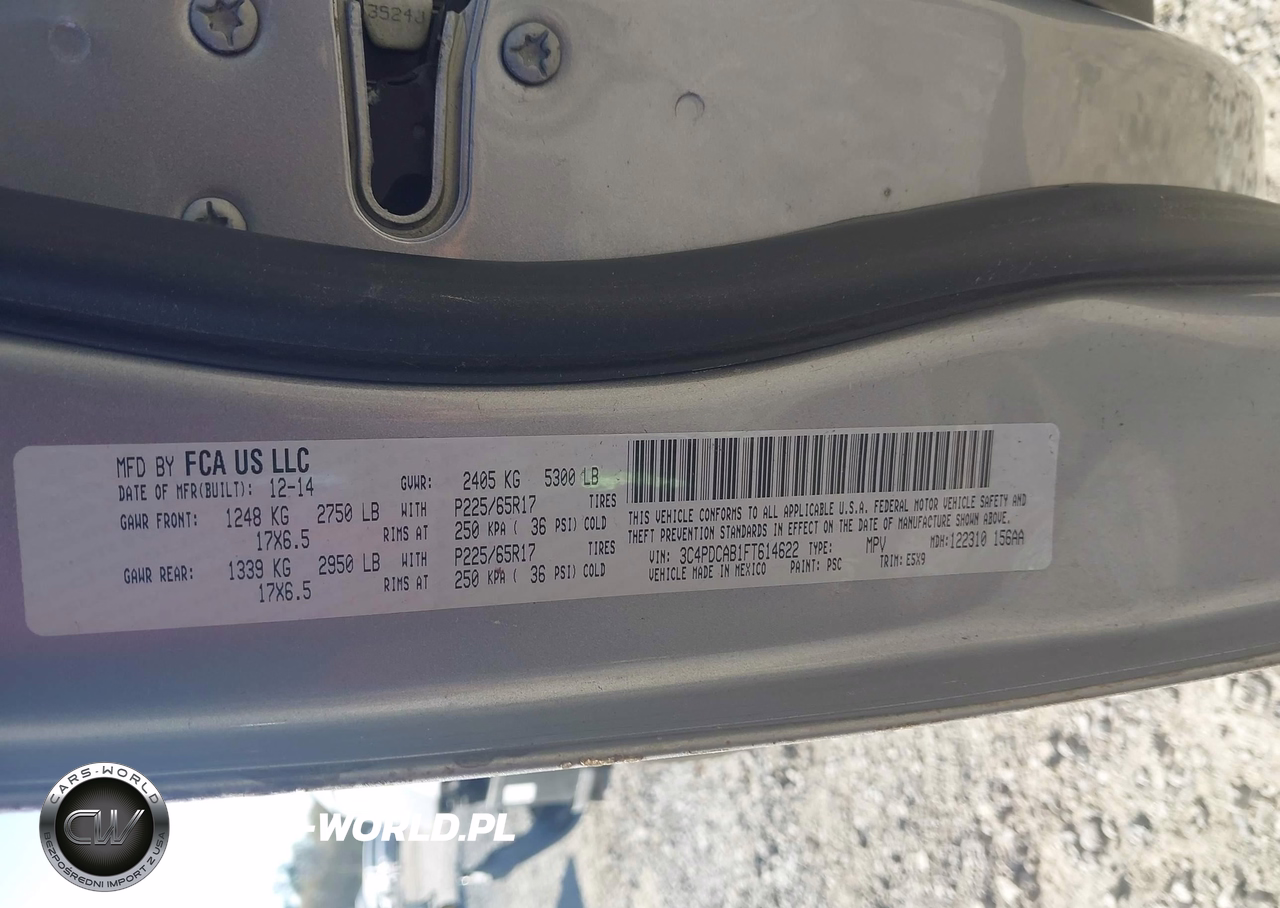 3524J
MFD BY FCA US LLC
DATE OF MFR(BUILT): 12-14
GVWR: 2405 KG 5300 LB
GAWR FRONT: 1248 KG 2750 LB WITH P225/65R17 TIRES
17X6.5 RIMS AT 250 KPA ( 36 PSI) COLD
GAWR REAR: 1339 KG 2950 LB WITH P225/65R17 TIRES
17X6.5 RIMS AT 250 KPA ( 36 PSI) COLD
THIS VEHICLE CONFORMS TO ALL APPLICABLE U.S.A. FEDERAL MOTOR VEHICLE SAFETY AND
THEFT PREVENTION STANDARDS IN EFFECT ON THE DATE OF MANUFACTURE SHOWN ABOVE.
VIN: 3C4PDCAB1FT614622 TYPE: MPV MDH:122310 156AA
VEHICLE MADE IN MEXICO PAINT: PSC TRIM: E5X9
CARS-WORLD
CW
BEZPOŚREDNI IMPORT Z USA
-WORLD.PL